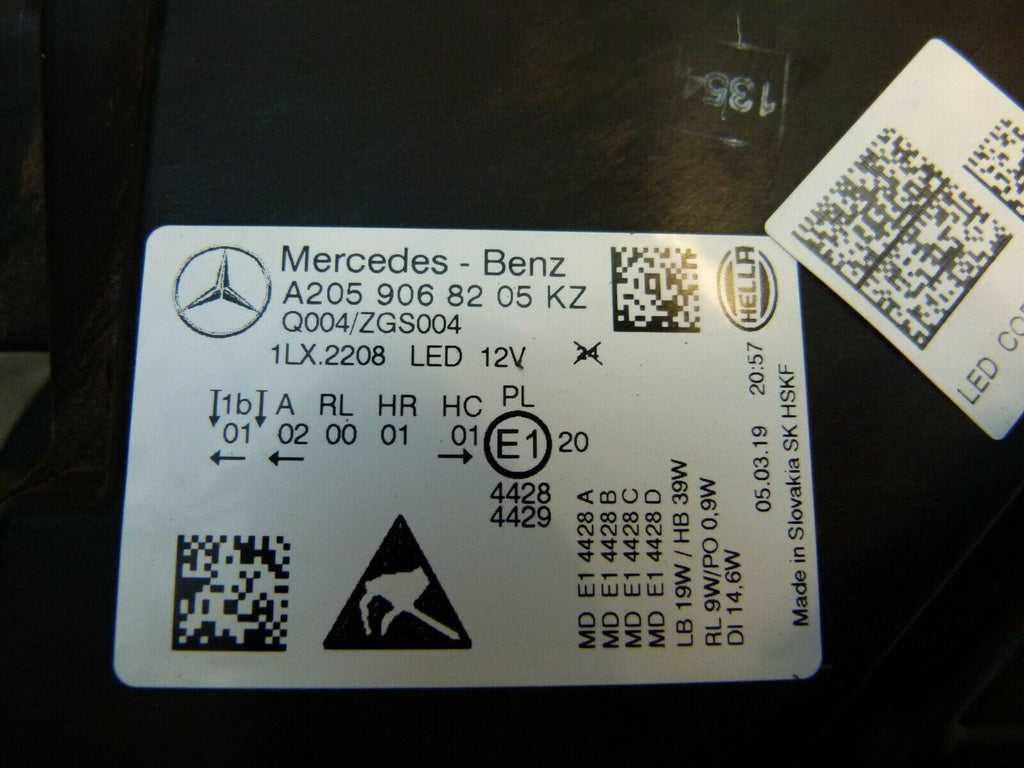 1354
Mercedes - Benz
A205 906 82 05 KZ
Q004/ZGS004
1LX.2208 LED 12V 24
HELLA
1b A RL HR HC PL
01 02 00 01 01 E1 20
4428
4429
MD E1 4428 A
MD E1 4428 B
MD E1 4428 C
MD E1 4428 D
LB 19W / HB 39W
RL 9W/PO 0,9W
DI 14,6W
05.03.19 20:57
Made in Slovakia SK HSKF
LED